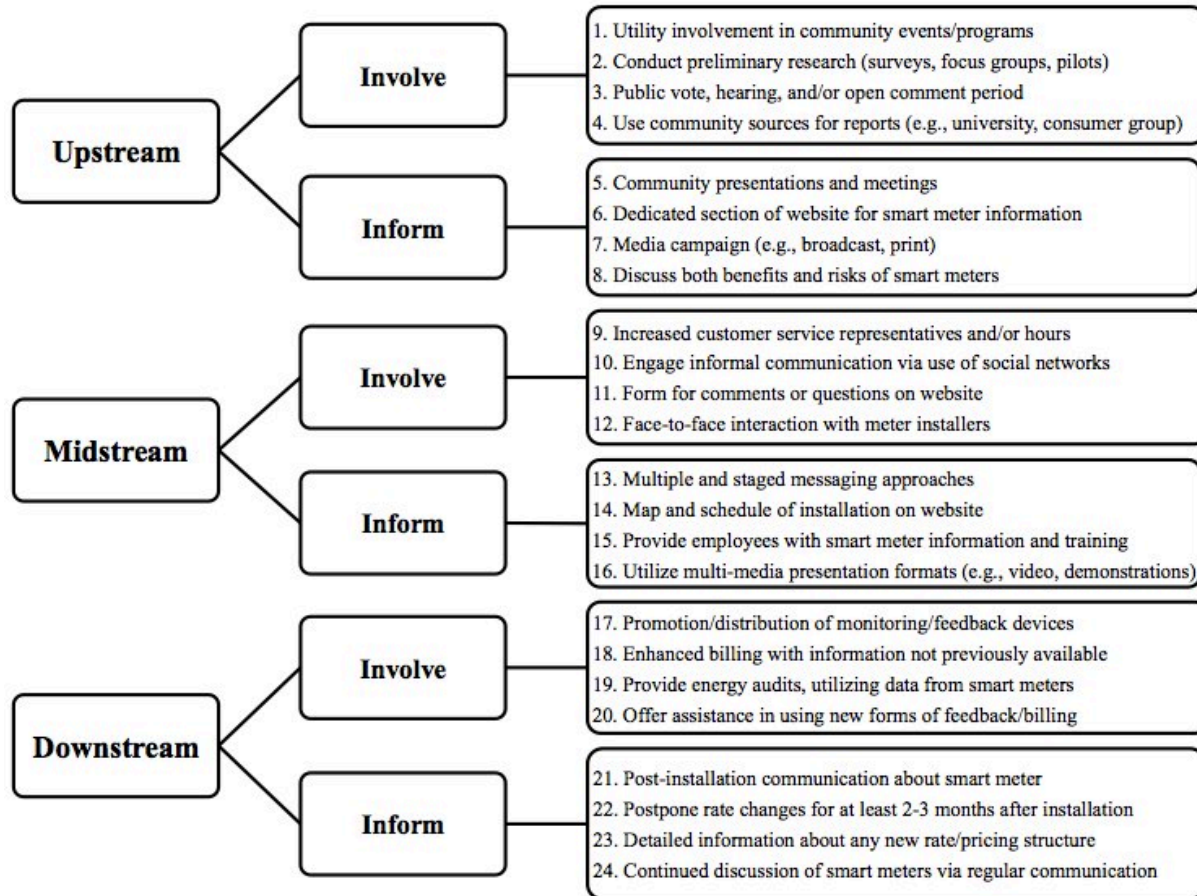 Upstream
Involve
1. Utility involvement in community events/programs
2. Conduct preliminary research (surveys, focus groups, pilots)
3. Public vote, hearing, and/or open comment period
4. Use community sources for reports (e.g., university, consumer group)
Inform
5. Community presentations and meetings
6. Dedicated section of website for smart meter information
7. Media campaign (e.g., broadcast, print)
8. Discuss both benefits and risks of smart meters
Midstream
Involve
9. Increased customer service representatives and/or hours
10. Engage informal communication via use of social networks
11. Form for comments or questions on website
12. Face-to-face interaction with meter installers
Inform
13. Multiple and staged messaging approaches
14. Map and schedule of installation on website
15. Provide employees with smart meter information and training
16. Utilize multi-media presentation formats (e.g., video, demonstrations)
Downstream
Involve
17. Promotion/distribution of monitoring/feedback devices
18. Enhanced billing with information not previously available
19. Provide energy audits, utilizing data from smart meters
20. Offer assistance in using new forms of feedback/billing
Inform
21. Post-installation communication about smart meter
22. Postpone rate changes for at least 2-3 months after installation
23. Detailed information about any new rate/pricing structure
24. Continued discussion of smart meters via regular communication